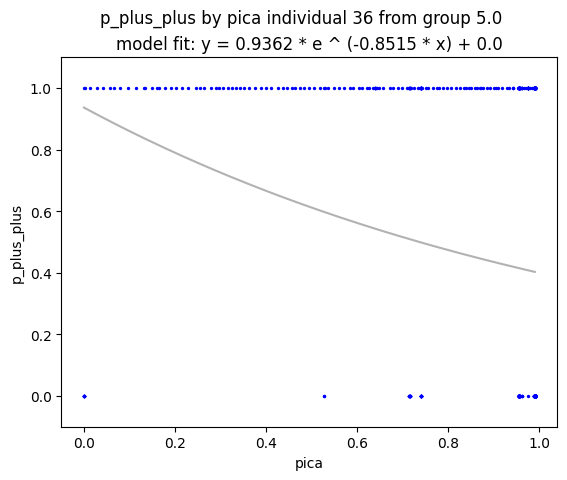 p_plus_plus by pica individual 36 from group 5.0
model fit: y = 0.9362 * e ^ (-0.8515 * x) + 0.0
1.0
0.8
0.6
0.4
0.2
0.0
p_plus_plus
0.0 0.2 0.4 0.6 0.8 1.0
pica